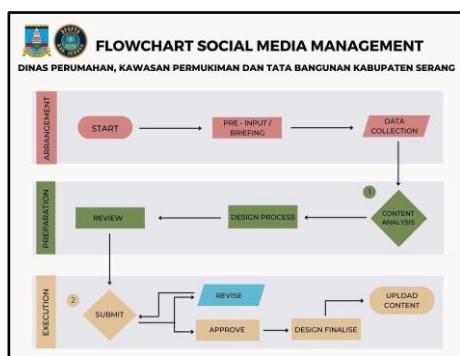 FLOWCHART SOCIAL MEDIA MANAGEMENT
DINAS PERUMAHAN, KAWASAN PERMUKIMAN DAN TATA BANGUNAN KABUPATEN SERANG
ARRANGEMENT
START
PRE - INPUT /
BRIEFING
DATA
COLLECTION
PREPARATION
REVIEW
DESIGN PROCESS
1
CONTENT
ANALYSIS
EXECUTION
2
SUBMIT
REVISE
APPROVE
DESIGN FINALISE
UPLOAD
CONTENT